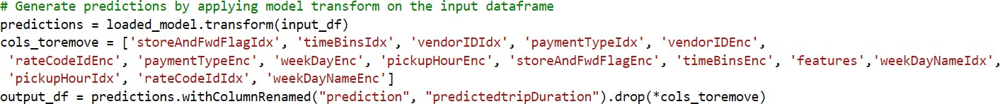 # Generate predictions by applying model transform on the input dataframe
predictions = loaded_model.transform(input_df)
cols_toremove = ['storeAndFwdFlagIdx', 'timeBinsIdx', 'vendorIDIdx', 'paymentTypeIdx', 'vendorIDEnc',
'rateCodeIdEnc', 'paymentTypeEnc', 'weekDayEnc', 'pickupHourEnc', 'storeAndFwdFlagEnc', 'timeBinsEnc', 'features','weekDayNameIdx',
'pickupHourIdx', 'rateCodeIdIdx', 'weekDayNameEnc']
output_df = predictions.withColumnRenamed("prediction", "predictedtripDuration").drop(*cols_toremove)